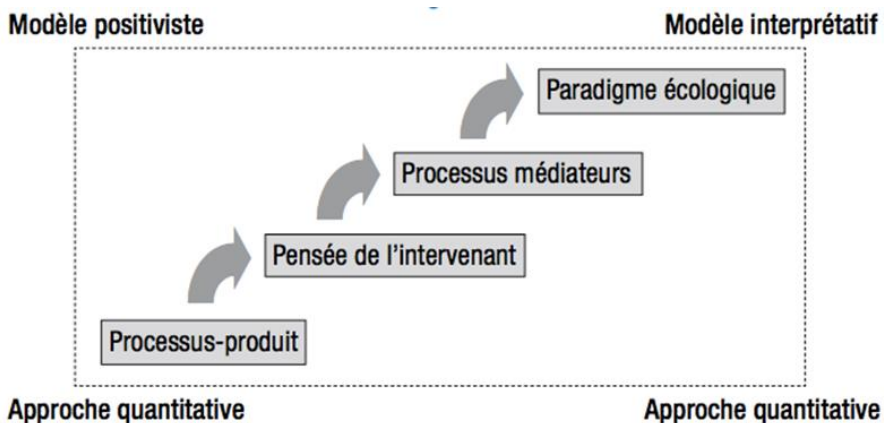 Modèle positiviste
Modèle interprétatif
Paradigme écologique
Processus médiateurs
Pensée de l'intervenant
Processus-produit
Approche quantitative
Approche quantitative